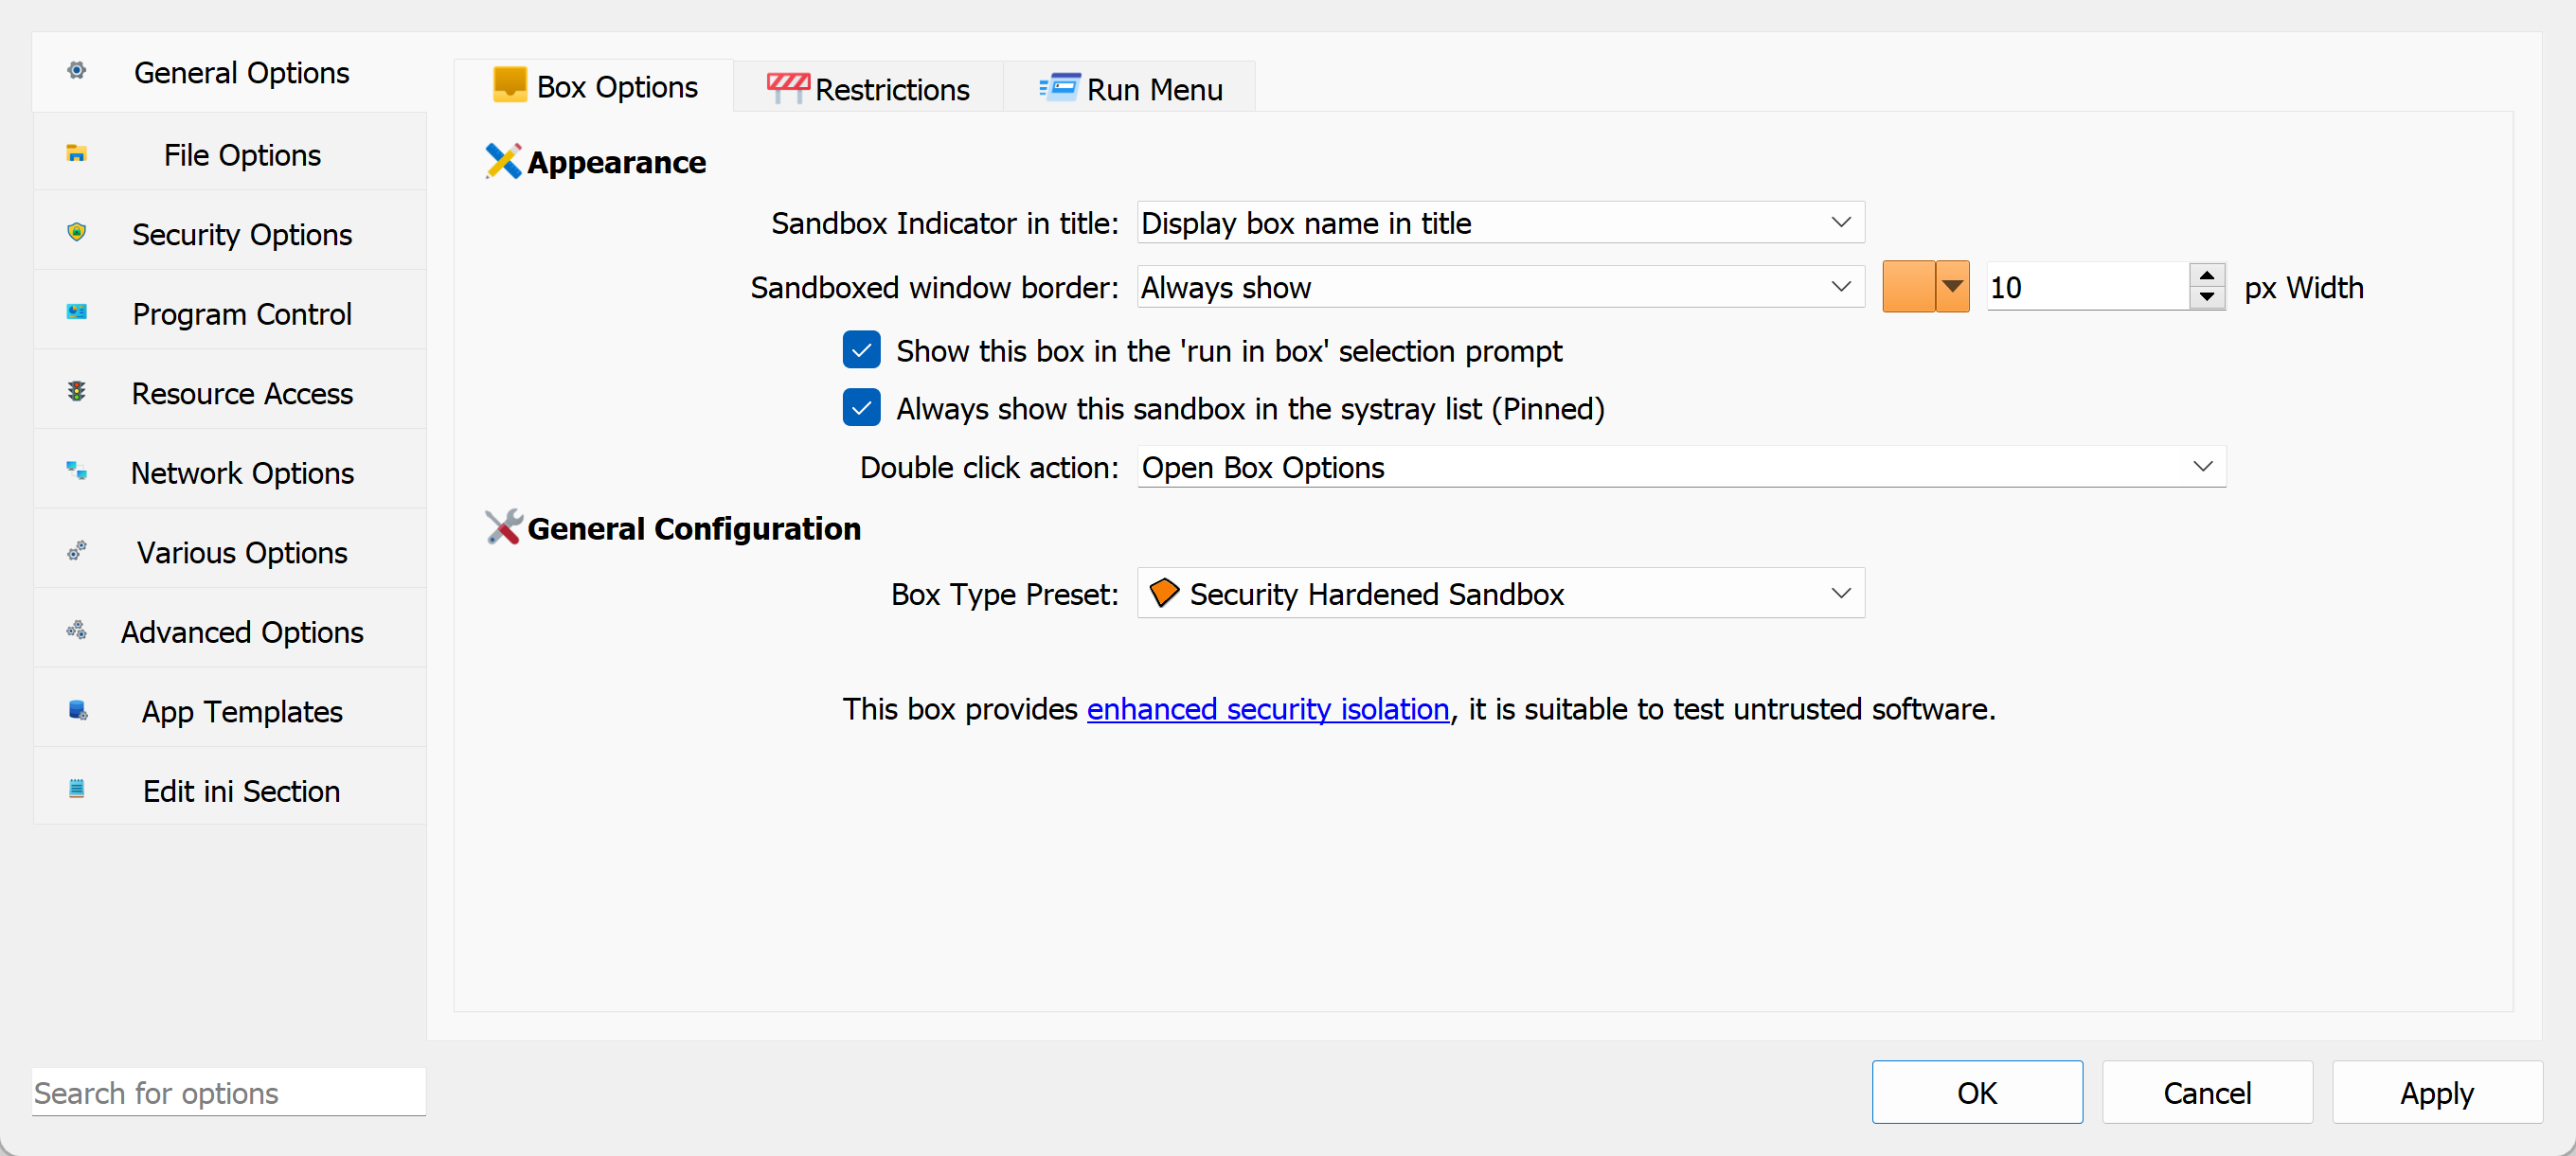 General Options
File Options
Security Options
Program Control
Resource Access
Network Options
Various Options
Advanced Options
App Templates
Edit ini Section
Search for options
Box Options
Restrictions
Run Menu
Appearance
Sandbox Indicator in title: Display box name in title
Sandboxed window border: Always show 10 px Width
Show this box in the 'run in box' selection prompt
Always show this sandbox in the systray list (Pinned)
Double click action: Open Box Options
General Configuration
Box Type Preset: Security Hardened Sandbox
This box provides enhanced security isolation, it is suitable to test untrusted software.
OK
Cancel
Apply